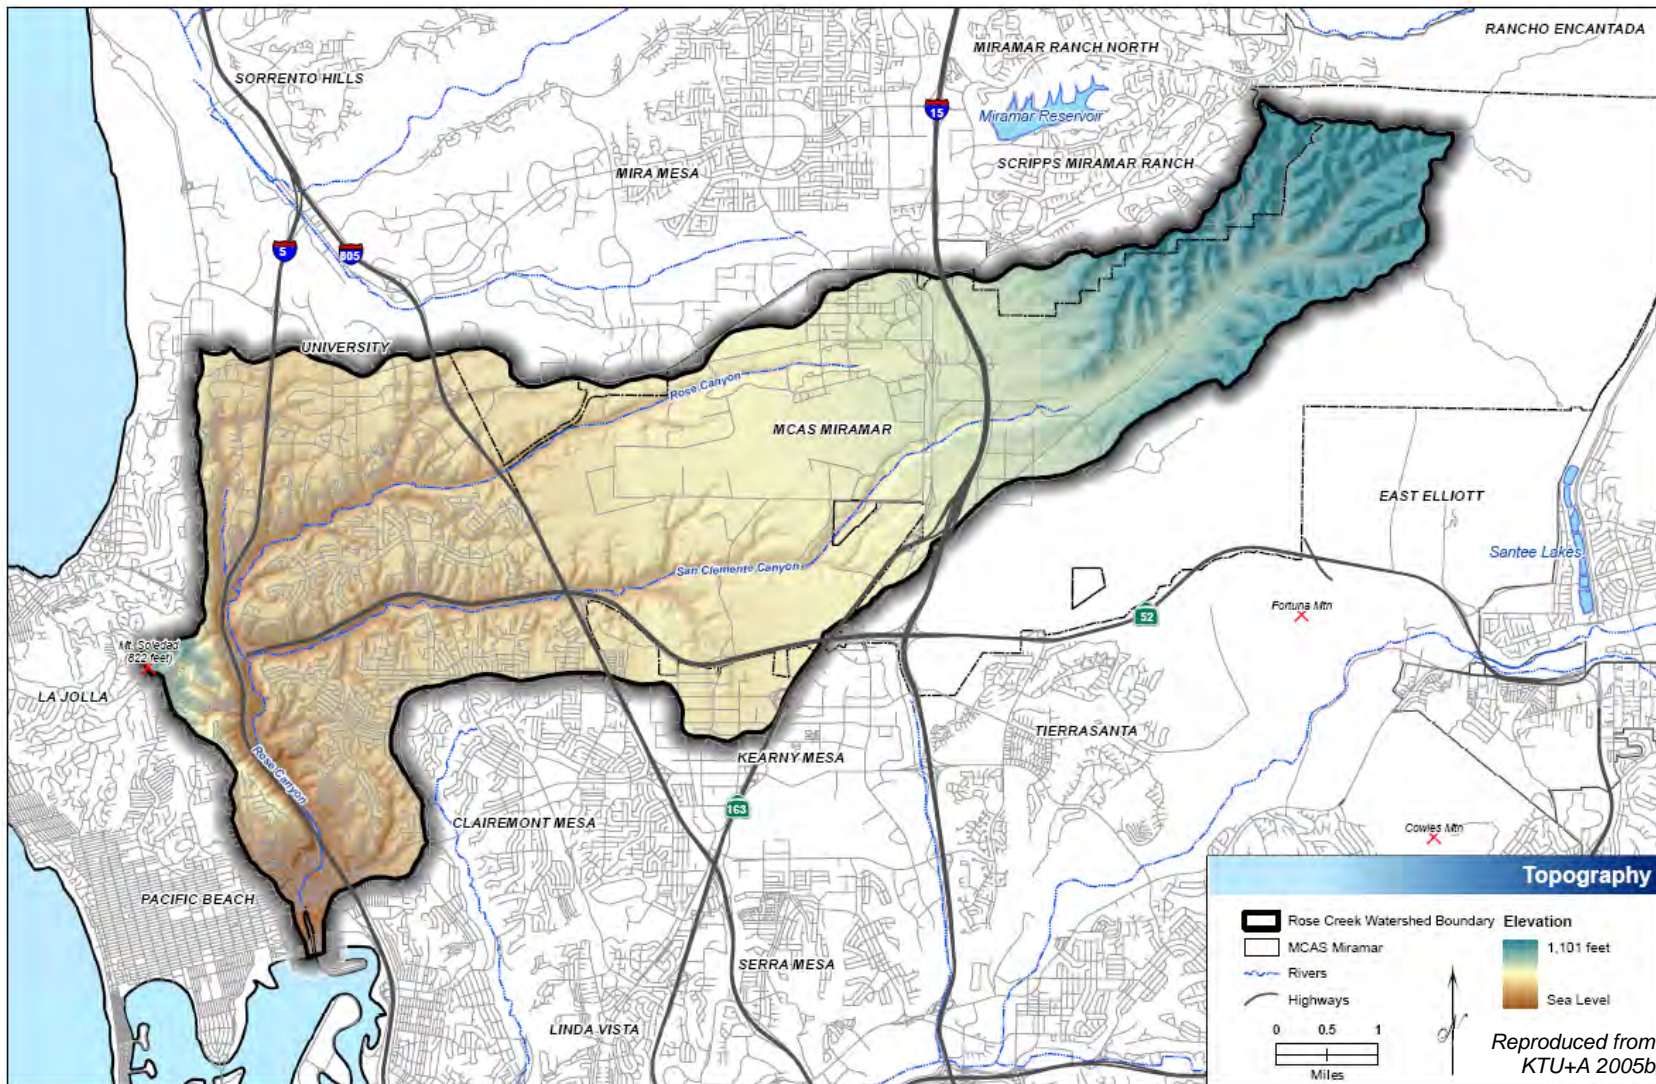 RANCHO ENCANTADA
MIRAMAR RANCH NORTH
SORRENTO HILLS
15
Miramar Reservoir
SCRIPPS MIRAMAR RANCH
MIRA MESA
5
805
UNIVERSITY
Rose Canyon
MCAS MIRAMAR
EAST ELLIOTT
Santee Lakes
San Clemente Canyon
Fortuna Mtn
52
Mt. Soledad
(822 feet)
LA JOLLA
TIERRASANTA
Rose Canyon
KEARNY MESA
163
CLAIREMONT MESA
Cowles Mtn
PACIFIC BEACH
SERRA MESA
LINDA VISTA
Topography
Rose Creek Watershed Boundary
MCAS Miramar
Rivers
Highways
0 0.5 1
Miles
Elevation
1,101 feet
Sea Level
N
Reproduced from
KTU+A 2005b